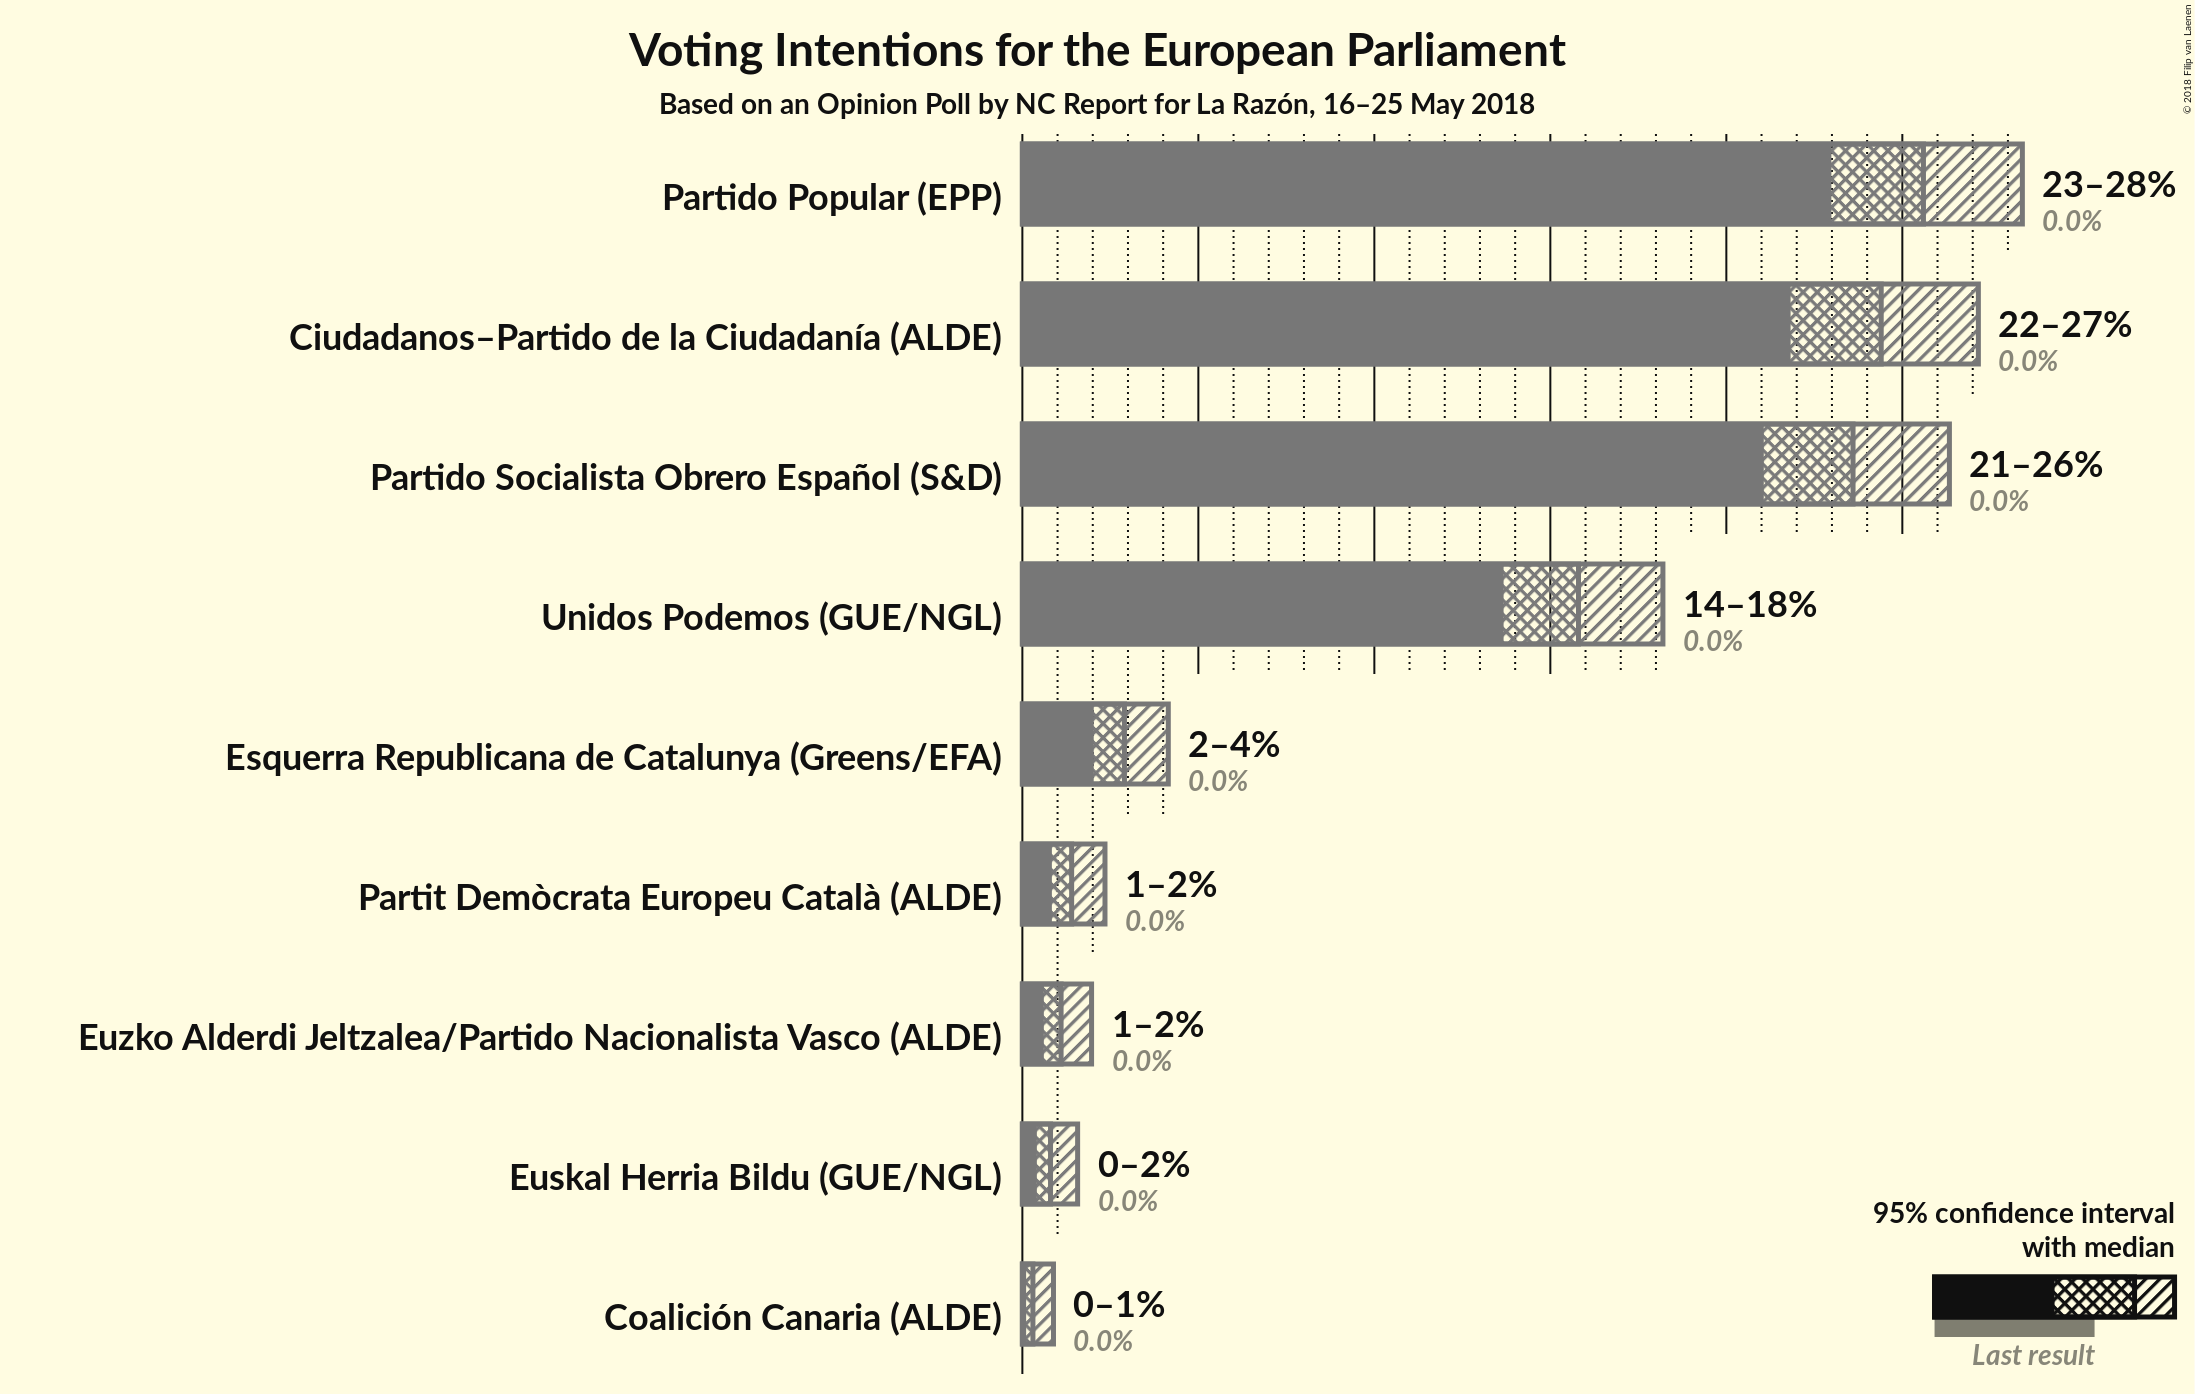 Voting Intentions for the European Parliament
Based on an Opinion Poll by NC Report for La Razón, 16–25 May 2018
© 2018 Filip van Laenen
Partido Popular (EPP)
23–28%
0.0%
Ciudadanos–Partido de la Ciudadanía (ALDE)
22–27%
0.0%
Partido Socialista Obrero Español (S&D)
21–26%
0.0%
Unidos Podemos (GUE/NGL)
14–18%
0.0%
Esquerra Republicana de Catalunya (Greens/EFA)
2–4%
0.0%
Partit Demòcrata Europeu Català (ALDE)
1–2%
0.0%
Euzko Alderdi Jeltzalea/Partido Nacionalista Vasco (ALDE)
1–2%
0.0%
Euskal Herria Bildu (GUE/NGL)
0–2%
0.0%
Coalición Canaria (ALDE)
0–1%
0.0%
95% confidence interval
with median
Last result